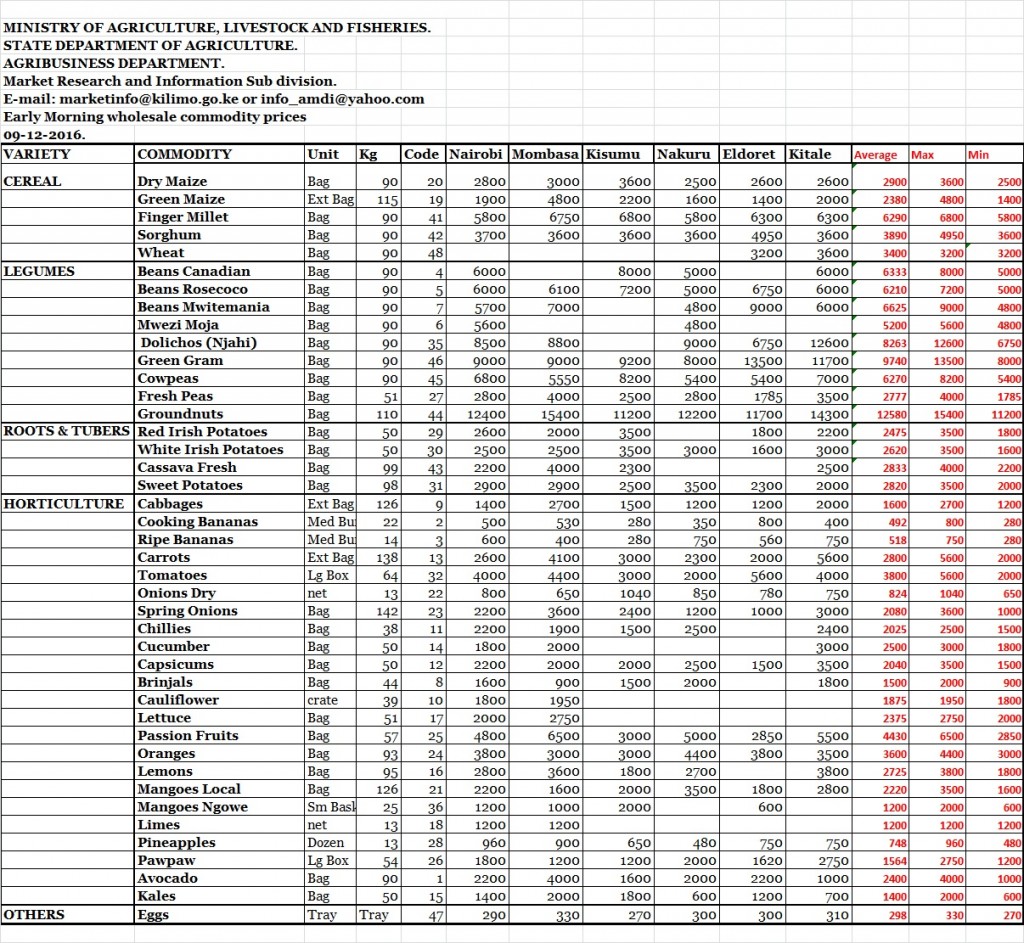 MINISTRY OF AGRICULTURE, LIVESTOCK AND FISHERIES.
STATE DEPARTMENT OF AGRICULTURE.
AGRIBUSINESS DEPARTMENT.
Market Research and Information Sub division.
E-mail: marketinfo@kilimo.go.ke or info_amdi@yahoo.com
Early Morning wholesale commodity prices
09-12-2016.
VARIETY COMMODITY Unit Kg Code Nairobi Mombasa Kisumu Nakuru Eldoret Kitale Average Max Min
CEREAL Dry Maize Bag 90 20 2800 3000 3600 2500 2600 2600 2900 3600 2500
Green Maize Ext Bag 115 19 1900 4800 2200 1600 1400 2000 2380 4800 1400
Finger Millet Bag 90 41 5800 6750 6800 5800 6300 6300 6290 6800 5800
Sorghum Bag 90 42 3700 3600 3600 3600 4950 3600 3890 4950 3600
Wheat Bag 90 48 3200 3600 3400 3200 3200
LEGUMES Beans Canadian Bag 90 4 6000 8000 5000 6000 6333 8000 5000
Beans Rosecoco Bag 90 5 6000 6100 7200 5000 6750 6000 6210 7200 5000
Beans Mwitemania Bag 90 7 5700 7000 4800 9000 6000 6625 9000 4800
Mwezi Moja Bag 90 6 5600 4800 5200 5600 4800
Dolichos (Njahi) Bag 90 35 8500 8800 9000 6750 12600 8263 12600 6750
Green Gram Bag 90 46 9000 9000 9200 8000 13500 11700 9740 13500 8000
Cowpeas Bag 90 45 6800 5550 8200 5400 5400 7000 6270 8200 5400
Fresh Peas Bag 51 27 2800 4000 2500 2800 1785 3500 2777 4000 1785
Groundnuts Bag 110 44 12400 15400 11200 12200 11700 14300 12580 15400 11200
ROOTS & TUBERS Red Irish Potatoes Bag 50 29 2600 2000 3500 1800 2200 2475 3500 1800
White Irish Potatoes Bag 50 30 2500 2500 3500 3000 1600 3000 2620 3500 1600
Cassava Fresh Bag 99 43 2200 4000 2300 2500 2833 4000 2200
Sweet Potatoes Bag 98 31 2900 2900 2500 3500 2300 2000 2820 3500 2000
HORTICULTURE Cabbages Ext Bag 126 9 1400 2700 1500 1200 1200 2000 1600 2700 1200
Cooking Bananas Med Bu 22 2 500 530 280 350 800 400 492 800 280
Ripe Bananas Med Bu 14 3 600 400 280 750 560 750 518 750 280
Carrots Ext Bag 138 13 2600 4100 3000 2300 2000 5600 2800 5600 2000
Tomatoes Lg Box 64 32 4000 4400 3000 2000 5600 4000 3800 5600 2000
Onions Dry net 13 22 800 650 1040 850 780 750 824 1040 650
Spring Onions Bag 142 23 2200 3600 2400 1200 1000 3000 2080 3600 1000
Chillies Bag 38 11 2200 1900 1500 2500 2400 2025 2500 1500
Cucumber Bag 50 14 1800 2000 3000 2500 3000 1800
Capsicums Bag 50 12 2200 2000 2000 2500 1500 3500 2040 3500 1500
Brinjals Bag 44 8 1600 900 1500 2000 1800 1500 2000 900
Cauliflower crate 39 10 1800 1950 1875 1950 1800
Lettuce Bag 51 17 2000 2750 2375 2750 2000
Passion Fruits Bag 57 25 4800 6500 3000 5000 2850 5500 4430 6500 2850
Oranges Bag 93 24 3800 3000 3000 4400 3800 3500 3600 4400 3000
Lemons Bag 95 16 2800 3600 1800 2700 3800 2725 3800 1800
Mangoes Local Bag 126 21 2200 1600 2000 3500 1800 2800 2220 3500 1600
Mangoes Ngowe Sm Bask 25 36 1200 1000 2000 600 1200 2000 600
Limes net 13 18 1200 1200 1200 1200 1200
Pineapples Dozen 13 28 960 900 650 480 750 750 748 960 480
Pawpaw Lg Box 54 26 1800 1200 1200 2000 1620 2750 1564 2750 1200
Avocado Bag 90 1 2200 4000 1600 2000 2200 1000 2400 4000 1000
Kales Bag 50 15 1400 2000 1800 600 1200 700 1400 2000 600
OTHERS Eggs Tray Tray 47 290 330 270 300 300 310 298 330 270